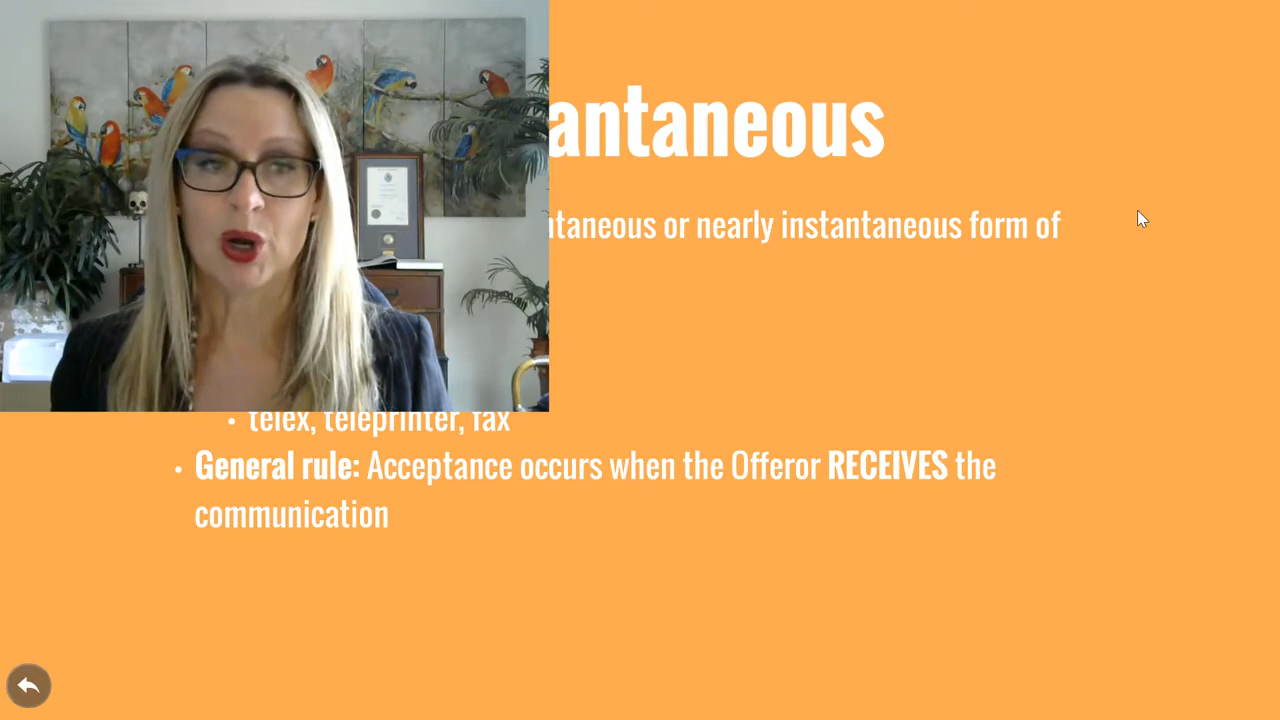 antaneous
ntaneous or nearly instantaneous form of
• telex, teleprinter, fax
• General rule: Acceptance occurs when the Offeror RECEIVES the
communication